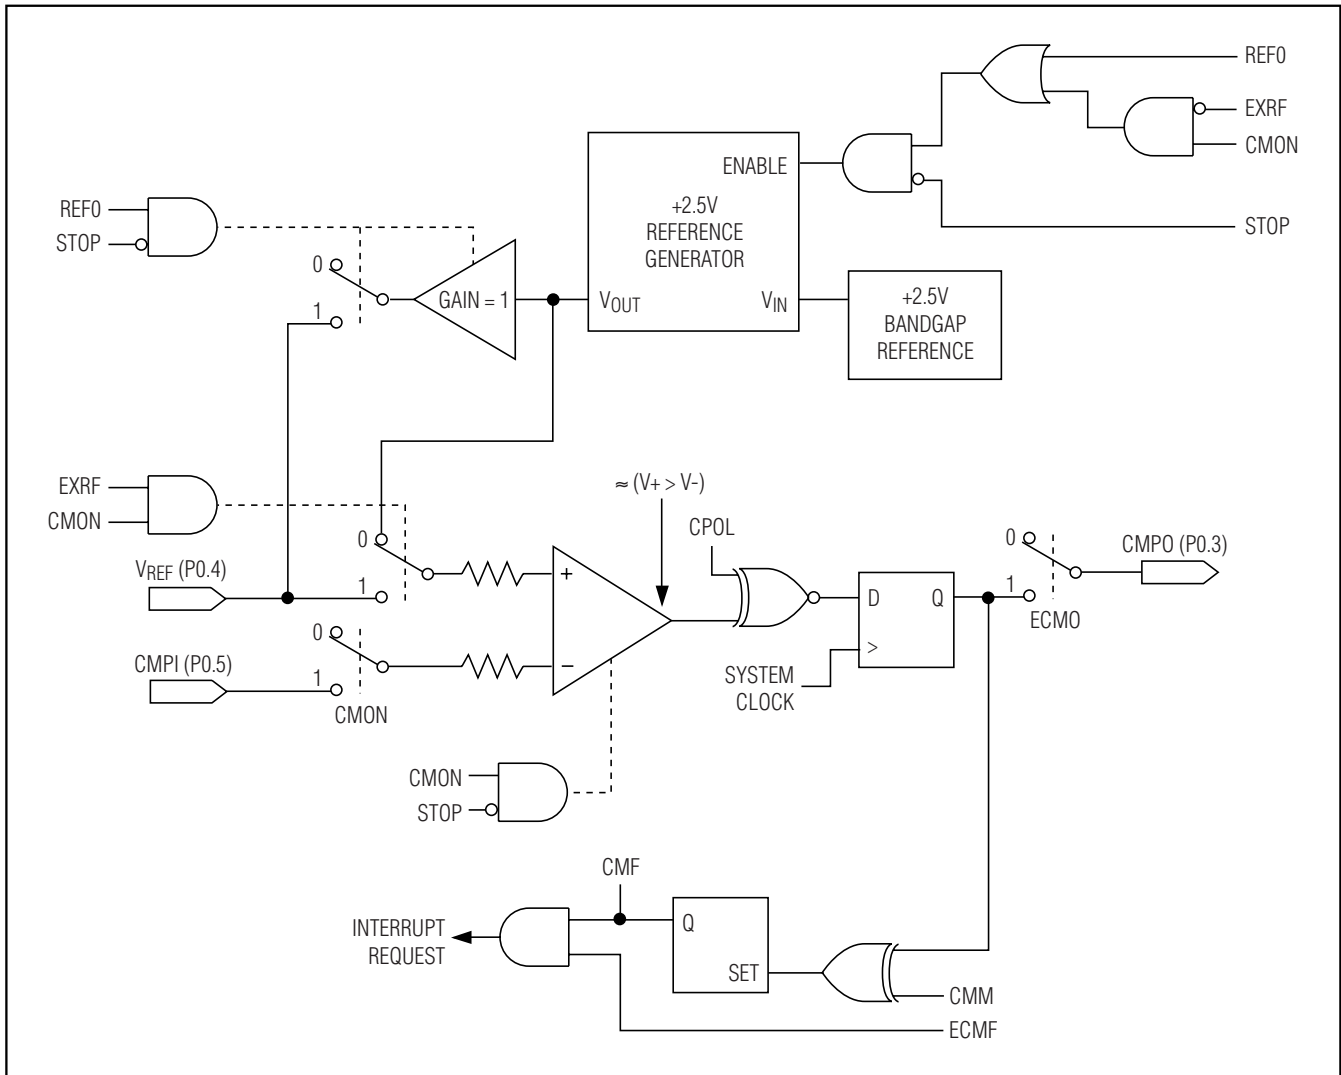 REF0
EXRF
CMON
STOP
ENABLE
+2.5V
REFERENCE
GENERATOR
VOUT
VIN
+2.5V
BANDGAP
REFERENCE
REF0
STOP
0
1
GAIN = 1
EXRF
CMON
0
1
VREF (P0.4)
CMPI (P0.5)
0
1
CMON
+
−
≈ (V+ > V-)
CPOL
D
Q
>
SYSTEM
CLOCK
0
1
ECMO
CMPO (P0.3)
CMON
STOP
CMF
INTERRUPT
REQUEST
Q
SET
CMM
ECMF